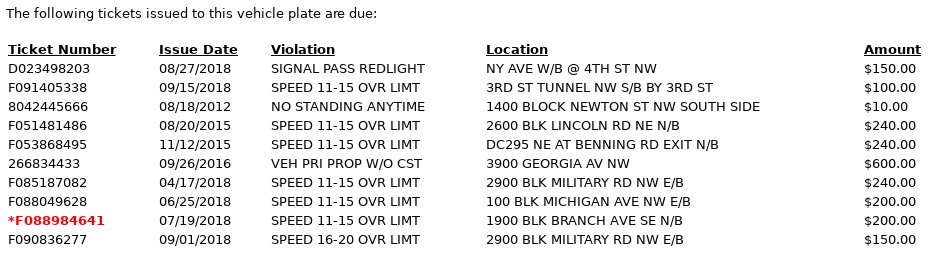 The following tickets issued to this vehicle plate are due:
Ticket Number Issue Date Violation Location Amount
D023498203 08/27/2018 SIGNAL PASS REDLIGHT NY AVE W/B @ 4TH ST NW $150.00
F091405338 09/15/2018 SPEED 11-15 OVR LIMT 3RD ST TUNNEL NW S/B BY 3RD ST $100.00
8042445666 08/18/2012 NO STANDING ANYTIME 1400 BLOCK NEWTON ST NW SOUTH SIDE $10.00
F051481486 08/20/2015 SPEED 11-15 OVR LIMT 2600 BLK LINCOLN RD NE N/B $240.00
F053868495 11/12/2015 SPEED 11-15 OVR LIMT DC295 NE AT BENNING RD EXIT N/B $240.00
266834433 09/26/2016 VEH PRI PROP W/O CST 3900 GEORGIA AV NW $600.00
F085187082 04/17/2018 SPEED 11-15 OVR LIMT 2900 BLK MILITARY RD NW E/B $240.00
F088049628 06/25/2018 SPEED 11-15 OVR LIMT 100 BLK MICHIGAN AVE NW E/B $200.00
*F088984641 07/19/2018 SPEED 11-15 OVR LIMT 1900 BLK BRANCH AVE SE N/B $200.00
F090836277 09/01/2018 SPEED 16-20 OVR LIMT 2900 BLK MILITARY RD NW E/B $150.00